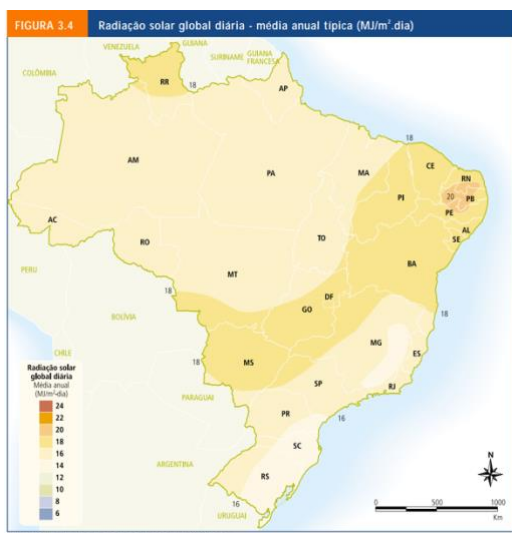 FIGURA 3.4
Radiação solar global diária - média anual típica (MJ/m².dia)
VENEZUELA
GUIANA
SURINAME
GUIANA
FRANCESA
COLÔMBIA
RR
18
AP
AM
PA
MA
18
CE
RN
20
PB
PI
PE
AL
SE
AC
TO
RO
BA
MT
PERU
DF
GO
18
BOLÍVIA
18
MG
ES
18
MS
CHILE
SP
RJ
PARAGUAI
PR
16
SC
ARGENTINA
RS
16
URUGUAI
Radiação solar
global diária
Média anual
(MJ/m²-dia)
24
22
20
18
16
14
12
10
8
6
N
0
500
1000
Km